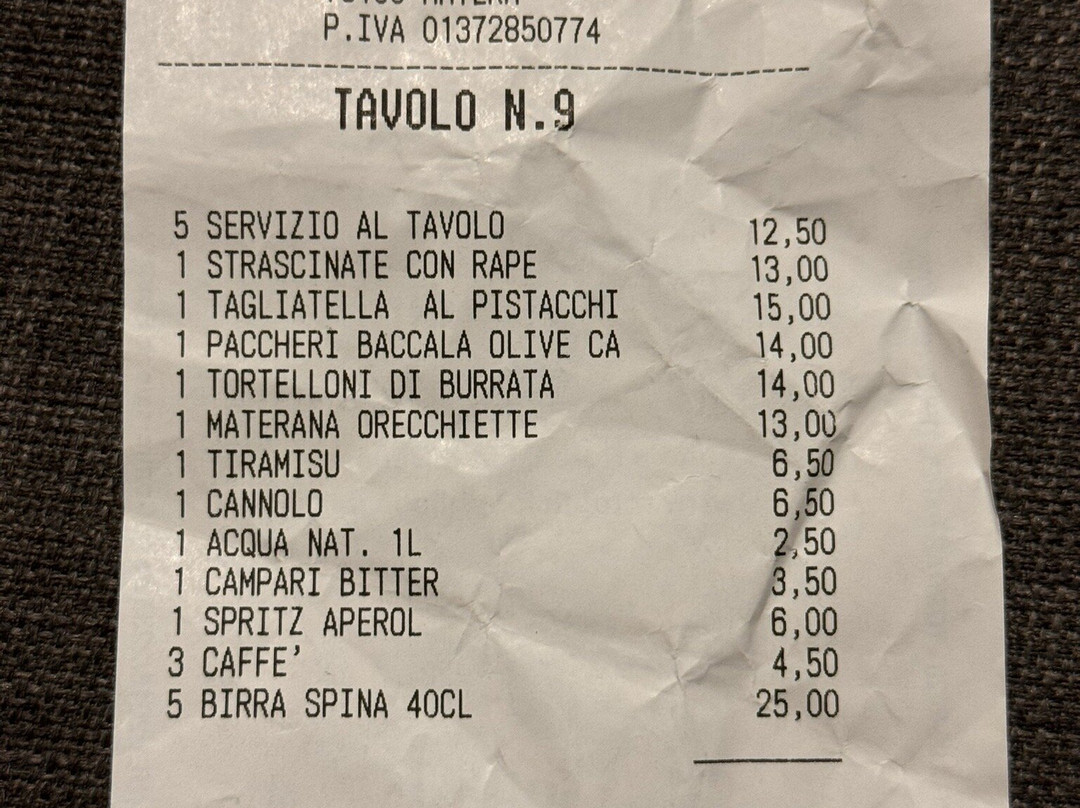 P.IVA 01372850774
TAVOLO N.9
5 SERVIZIO AL TAVOLO 12,50
1 STRASCINATE CON RAPE 13,00
1 TAGLIATELLA AL PISTACCHI 15,00
1 PACCHERI BACCALA OLIVE CA 14,00
1 TORTELLONI DI BURRATA 14,00
1 MATERANA ORECCHIETTE 13,00
1 TIRAMISU 6,50
1 CANNOLO 6,50
1 ACQUA NAT. 1L 2,50
1 CAMPARI BITTER 3,50
1 SPRITZ APEROL 6,00
3 CAFFE' 4,50
5 BIRRA SPINA 40CL 25,00